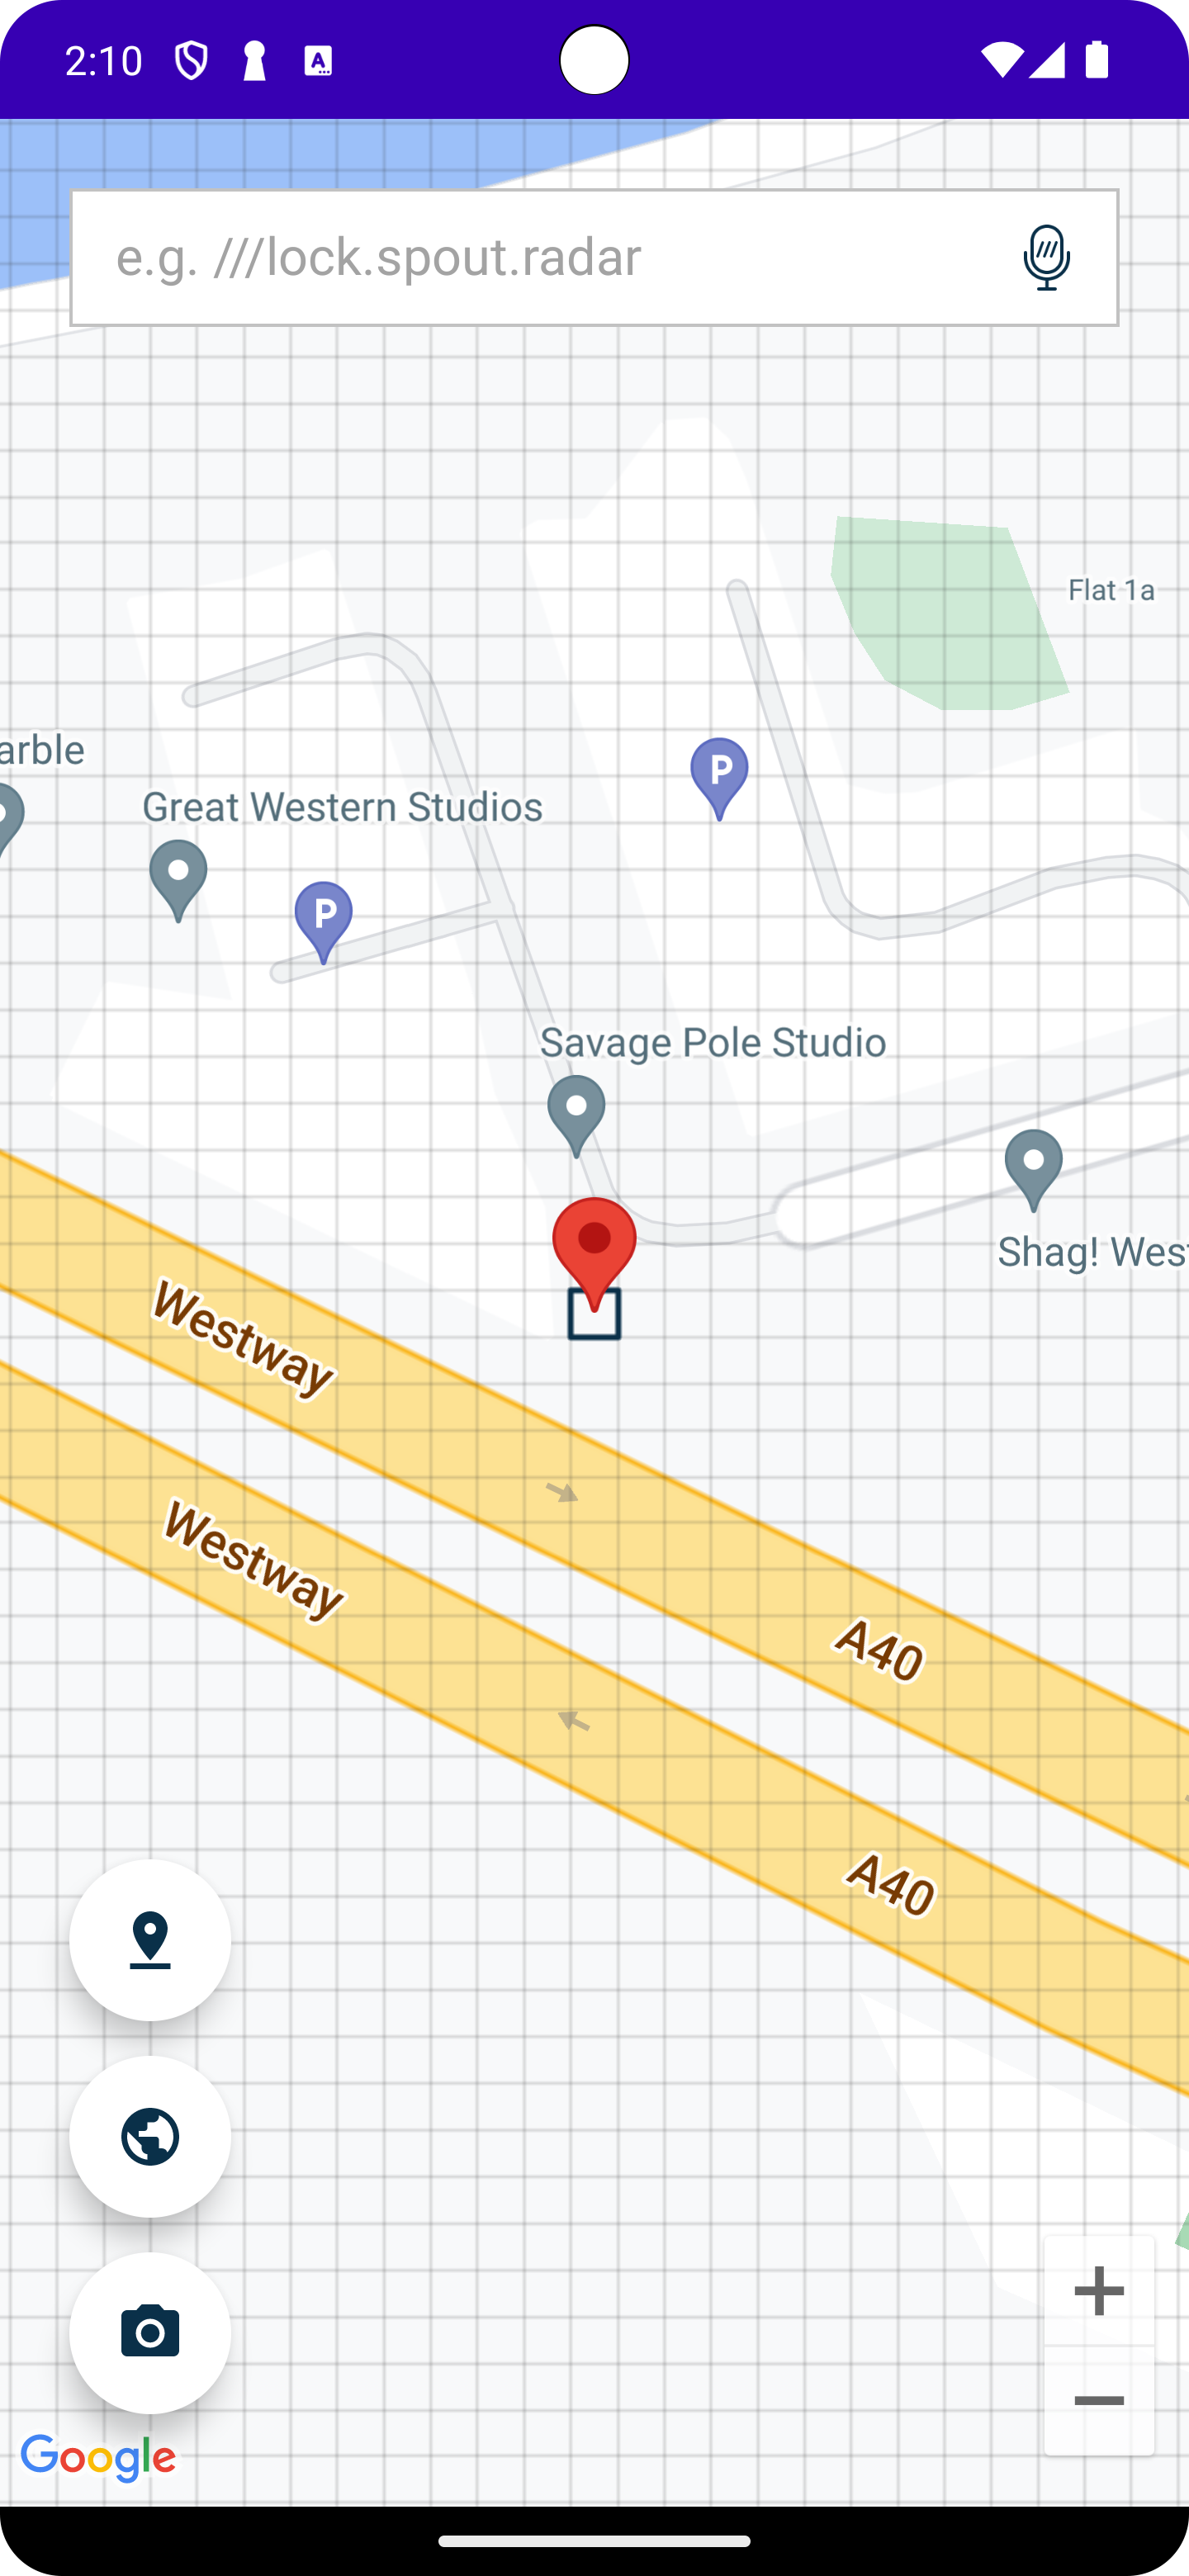 2:10
e.g. ///lock.spout.radar
Flat 1a
arble
P
Great Western Studios
P
Savage Pole Studio
Shag! West
Westway
Westway
A40
A40
Google